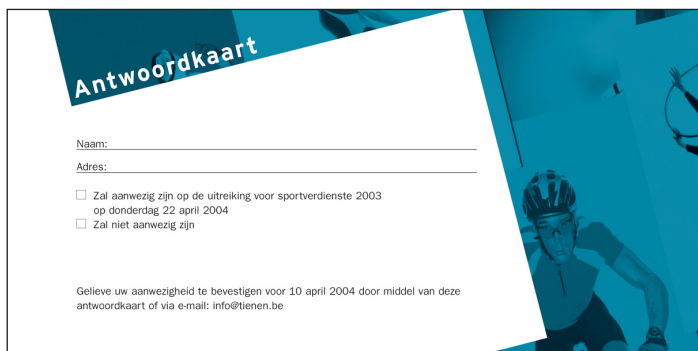 Antwoordkaart
Naam:
Adres:
Zal aanwezig zijn op de uitreiking voor sportverdienste 2003
op donderdag 22 april 2004
Zal niet aanwezig zijn
Gelieve uw aanwezigheid te bevestigen voor 10 april 2004 door middel van deze
antwoordkaart of via e-mail: info@tienen.be